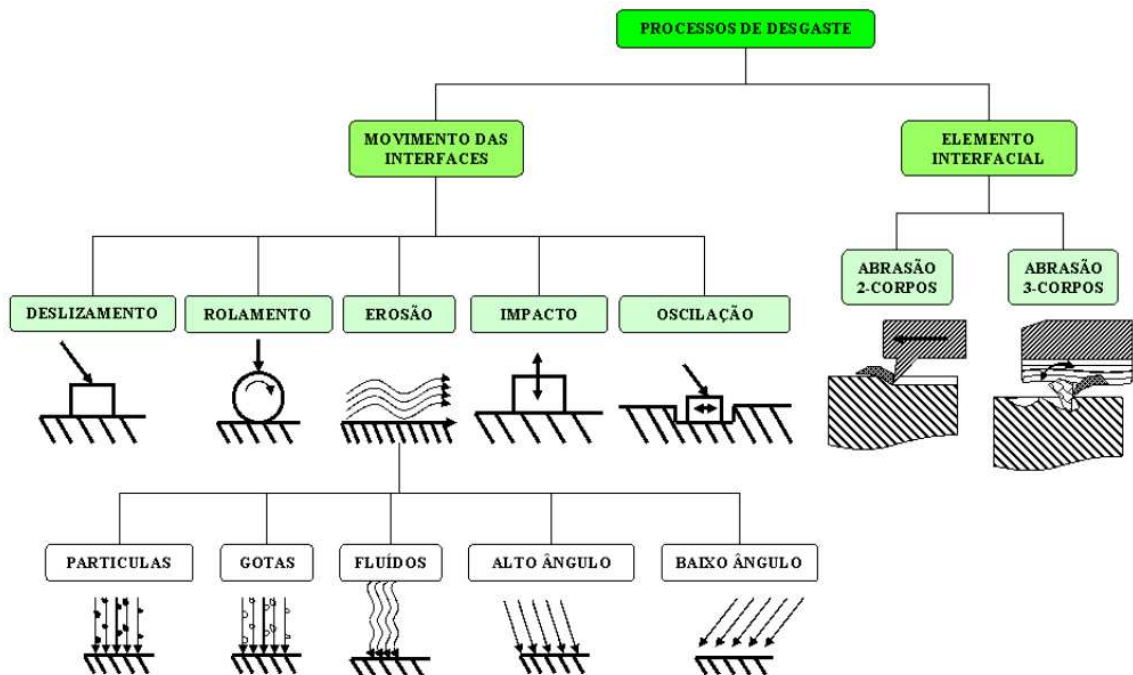 PROCESSOS DE DESGASTE
MOVIMENTO DAS
INTERFACES
ELEMENTO
INTERFACIAL
DESLIZAMENTO
ROLAMENTO
EROSÃO
IMPACTO
OSCILAÇÃO
ABRASÃO
2-CORPOS
ABRASÃO
3-CORPOS
PARTICULAS
GOTAS
FLUÍDOS
ALTO ÂNGULO
BAIXO ÂNGULO